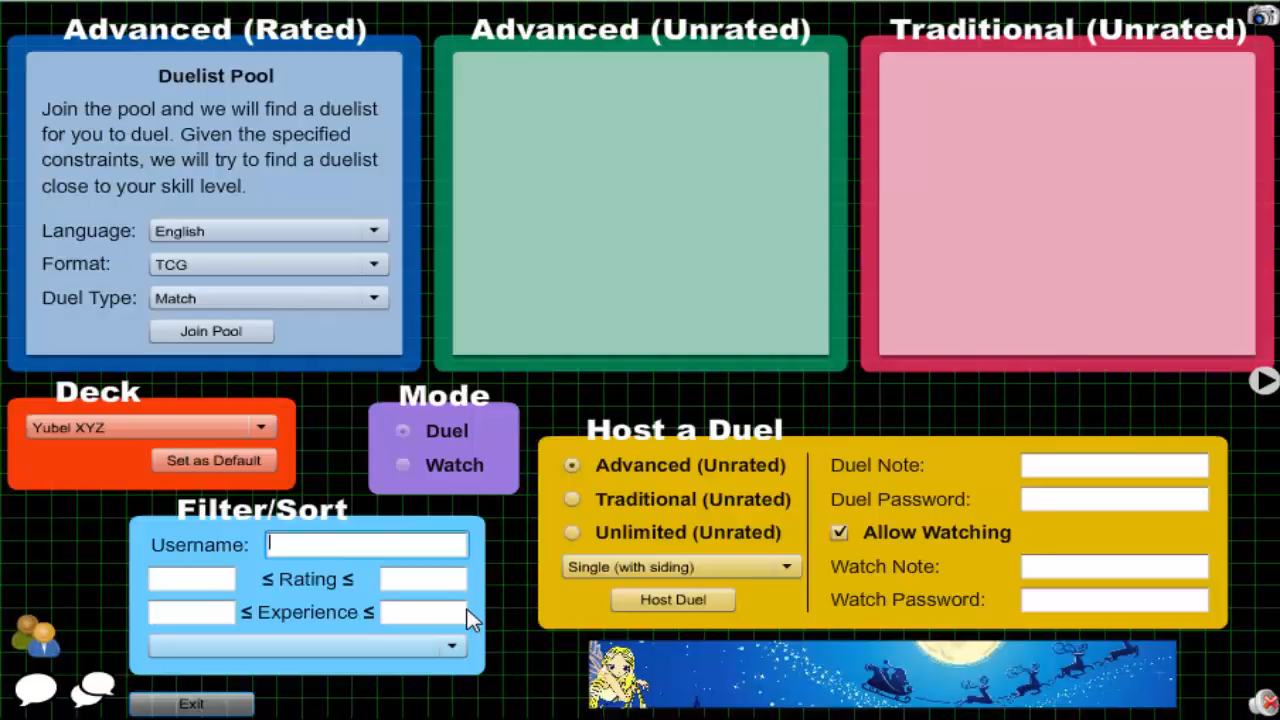 Advanced (Rated)
Advanced (Unrated)
Traditional (Unrated)
Duelist Pool
Join the pool and we will find a duelist
for you to duel. Given the specified
constraints, we will try to find a duelist
close to your skill level.
Language: English
Format: TCG
Duel Type: Match
Join Pool
Deck
Yubel XYZ
Set as Default
Mode
Duel
Watch
Filter/Sort
Username:
≤ Rating ≤
≤ Experience ≤
Exit
Host a Duel
Advanced (Unrated)
Traditional (Unrated)
Unlimited (Unrated)
Single (with siding)
Host Duel
Duel Note:
Duel Password:
Allow Watching
Watch Note:
Watch Password: